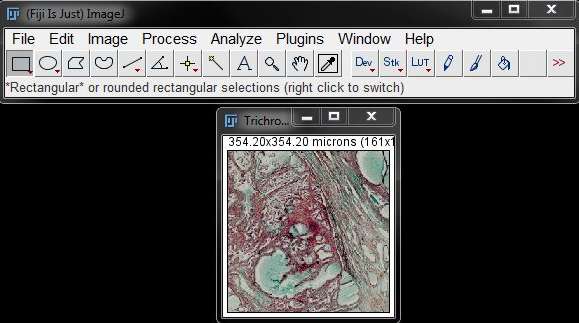 (Fiji Is Just) ImageJ
File Edit Image Process Analyze Plugins Window Help
A Dev Stk LUT >>
*Rectangular* or rounded rectangular selections (right click to switch)
Trichro...
354.20x354.20 microns (161x1